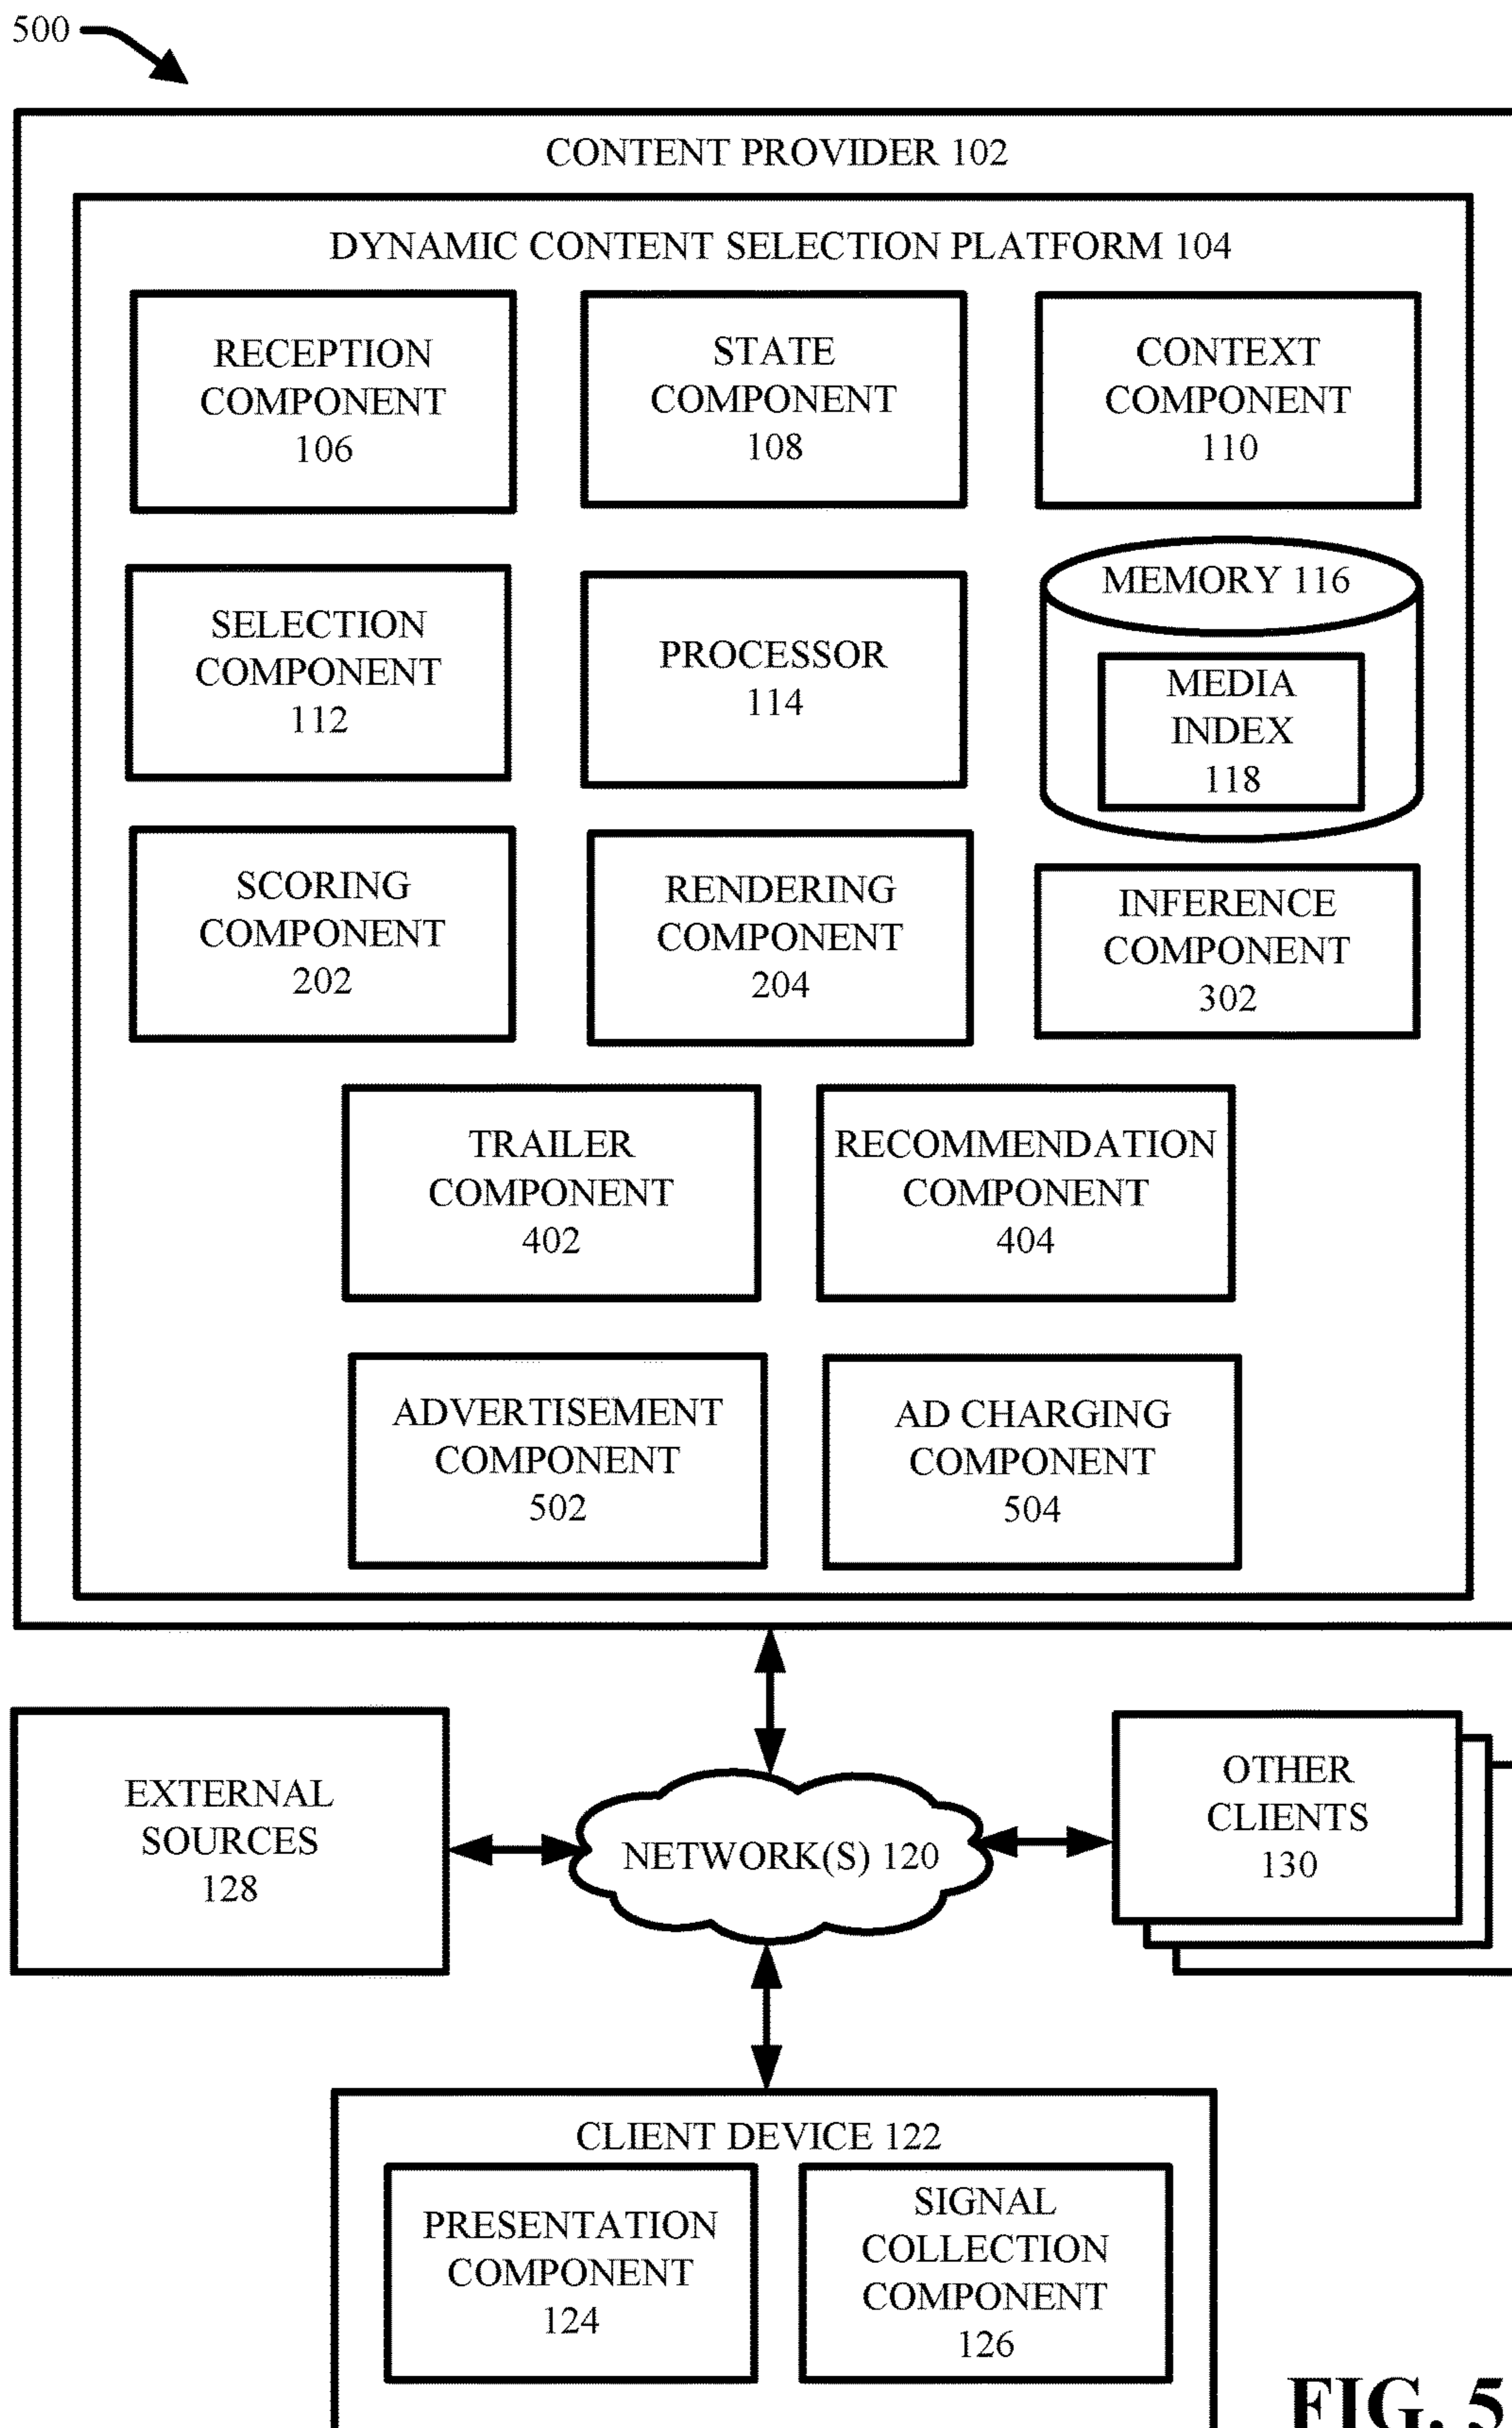 500
CONTENT PROVIDER 102
DYNAMIC CONTENT SELECTION PLATFORM 104
RECEPTION
COMPONENT
106
STATE
COMPONENT
108
CONTEXT
COMPONENT
110
SELECTION
COMPONENT
112
PROCESSOR
114
MEMORY 116
MEDIA
INDEX
118
SCORING
COMPONENT
202
RENDERING
COMPONENT
204
INFERENCE
COMPONENT
302
TRAILER
COMPONENT
402
RECOMMENDATION
COMPONENT
404
ADVERTISEMENT
COMPONENT
502
AD CHARGING
COMPONENT
504
EXTERNAL
SOURCES
128
NETWORK(S) 120
OTHER
CLIENTS
130
CLIENT DEVICE 122
PRESENTATION
COMPONENT
124
SIGNAL
COLLECTION
COMPONENT
126
FIG. 5